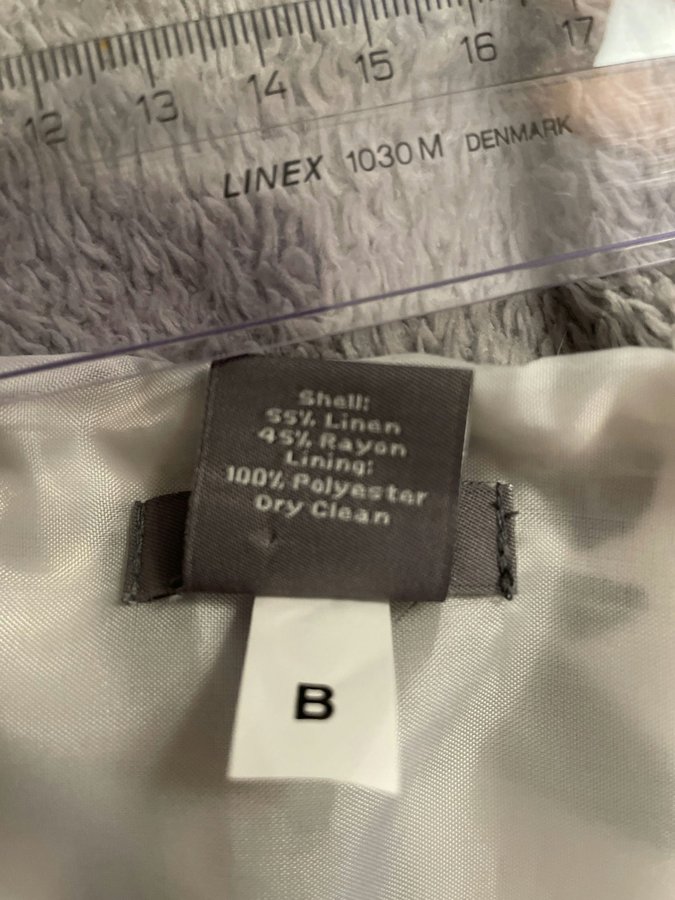 12 13 14 15 16 17
LINEX 1030 M DENMARK
Shell:
55% Linen
45% Rayon
Lining:
100% Polyester
Dry Clean
B